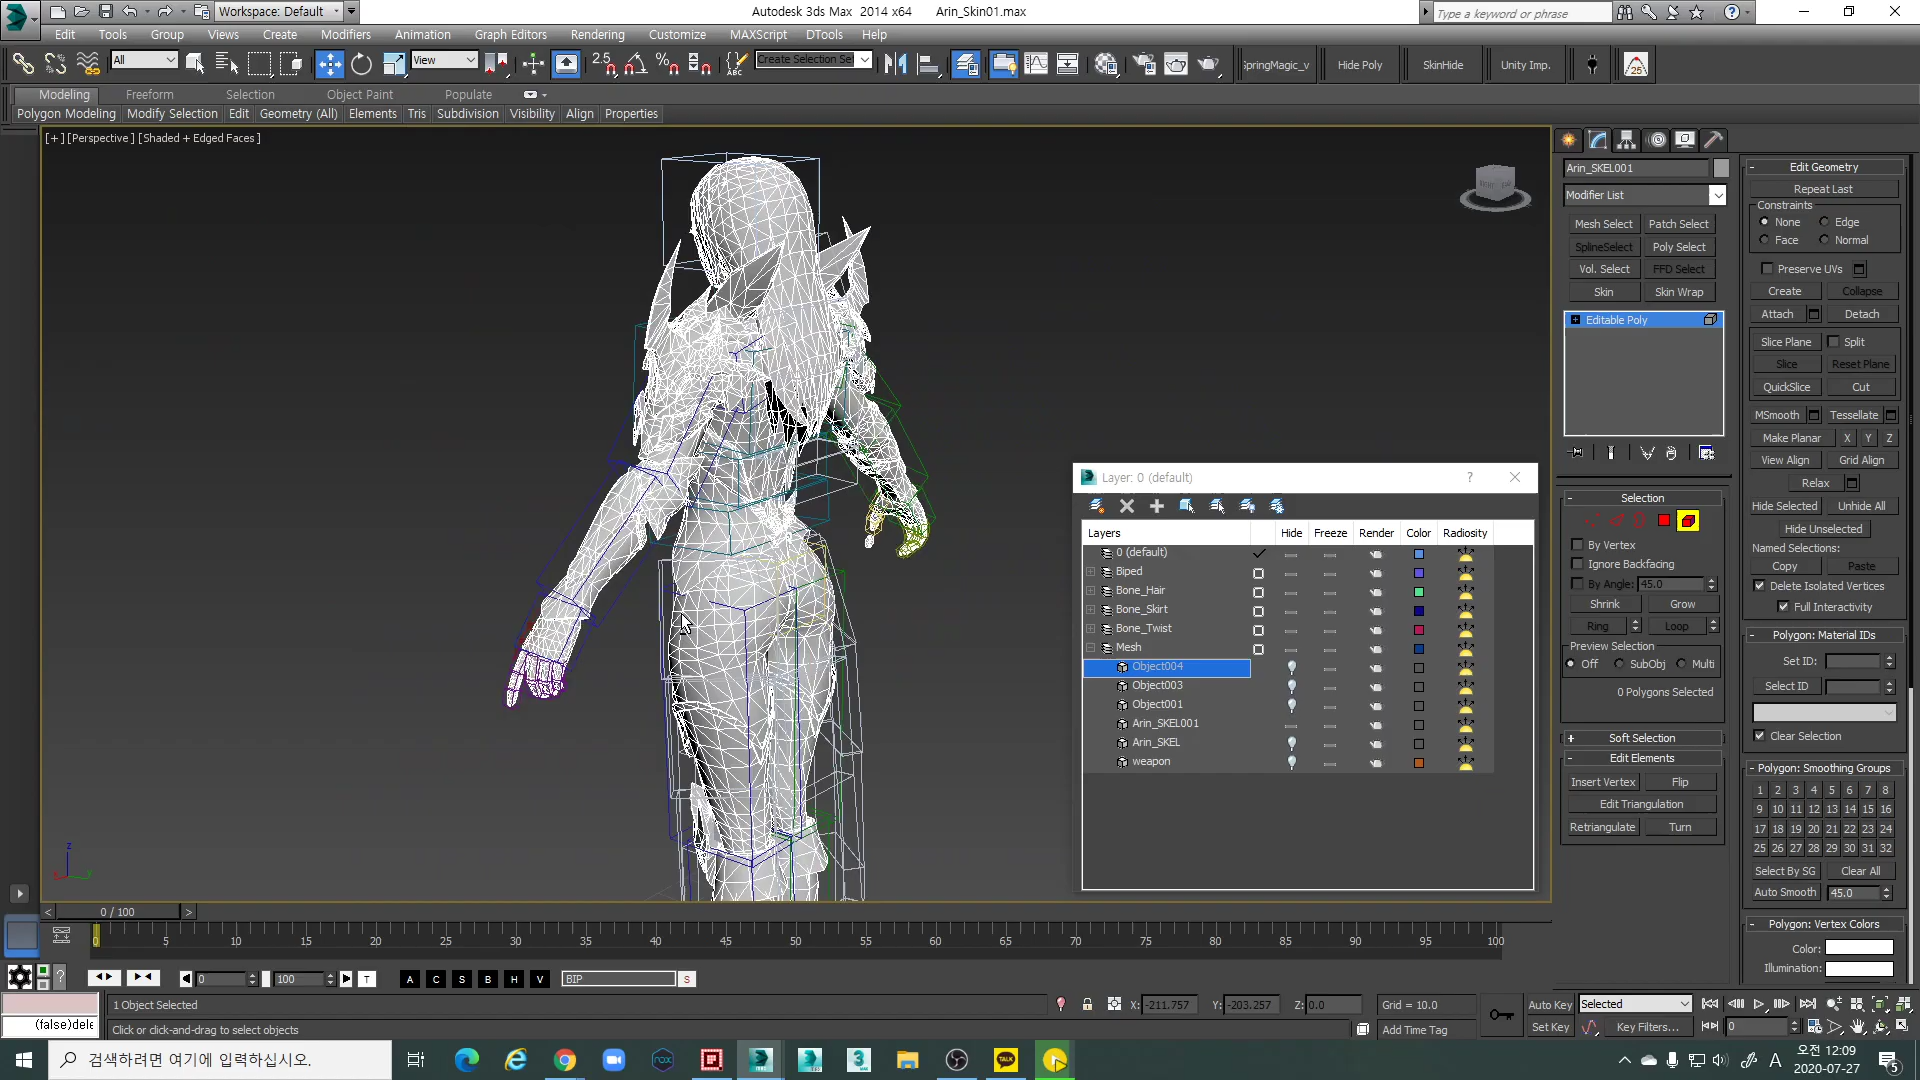 Workspace: Default
Autodesk 3ds Max 2014 x64 Arin_Skin01.max
Type a keyword or phrase
Edit Tools Group Views Create Modifiers Animation Graph Editors Rendering Customize MAXScript DTools Help
All View 2.5 Create Selection Set SpringMagic_v Hide Poly SkinHide Unity Imp. 25
Modeling Freeform Selection Object Paint Populate
Polygon Modeling Modify Selection Edit Geometry (All) Elements Tris Subdivision Visibility Align Properties
[+] [Perspective] [Shaded + Edged Faces]
Arin_SKEL001
Modifier List
Mesh Select Patch Select
SplineSelect Poly Select
Vol. Select FFD Select
Skin Skin Wrap
Editable Poly
Selection
By Vertex
Ignore Backfacing
By Angle: 45.0
Shrink Grow
Ring Loop
Preview Selection
Off SubObj Multi
0 Polygons Selected
Soft Selection
Edit Elements
Insert Vertex Flip
Edit Triangulation
Retriangulate Turn
Edit Geometry
Repeat Last
Constraints
None Edge
Face Normal
Preserve UVs
Create Collapse
Attach Detach
Slice Plane Split
Slice Reset Plane
QuickSlice Cut
MSmooth Tessellate
Make Planar X Y Z
View Align Grid Align
Relax
Hide Selected Unhide All
Hide Unselected
Named Selections:
Copy Paste
Delete Isolated Vertices
Full Interactivity
Polygon: Material IDs
Set ID:
Select ID
Clear Selection
Polygon: Smoothing Groups
1 2 3 4 5 6 7 8
9 10 11 12 13 14 15 16
17 18 19 20 21 22 23 24
25 26 27 28 29 30 31 32
Select By SG Clear All
Auto Smooth 45.0
Polygon: Vertex Colors
Color:
Illumination:
Layer: 0 (default)
Layers Hide Freeze Render Color Radiosity
0 (default)
Biped
Bone_Hair
Bone_Skirt
Bone_Twist
Mesh
Object004
Object003
Object001
Arin_SKEL001
Arin_SKEL
weapon
z
< 0 / 100 >
0 5 10 15 20 25 30 35 40 45 50 55 60 65 70 75 80 85 90 95 100
0 100 T A C S B H V BIP S
1 Object Selected X: -211.757 Y: -203.257 Z: 0.0 Grid = 10.0 Auto Key Selected
(false)dele Click or click-and-drag to select objects Add Time Tag Set Key Key Filters... 0
검색하려면 여기에 입력하십시오.
TALK
A
오전 12:09
2020-07-27
5